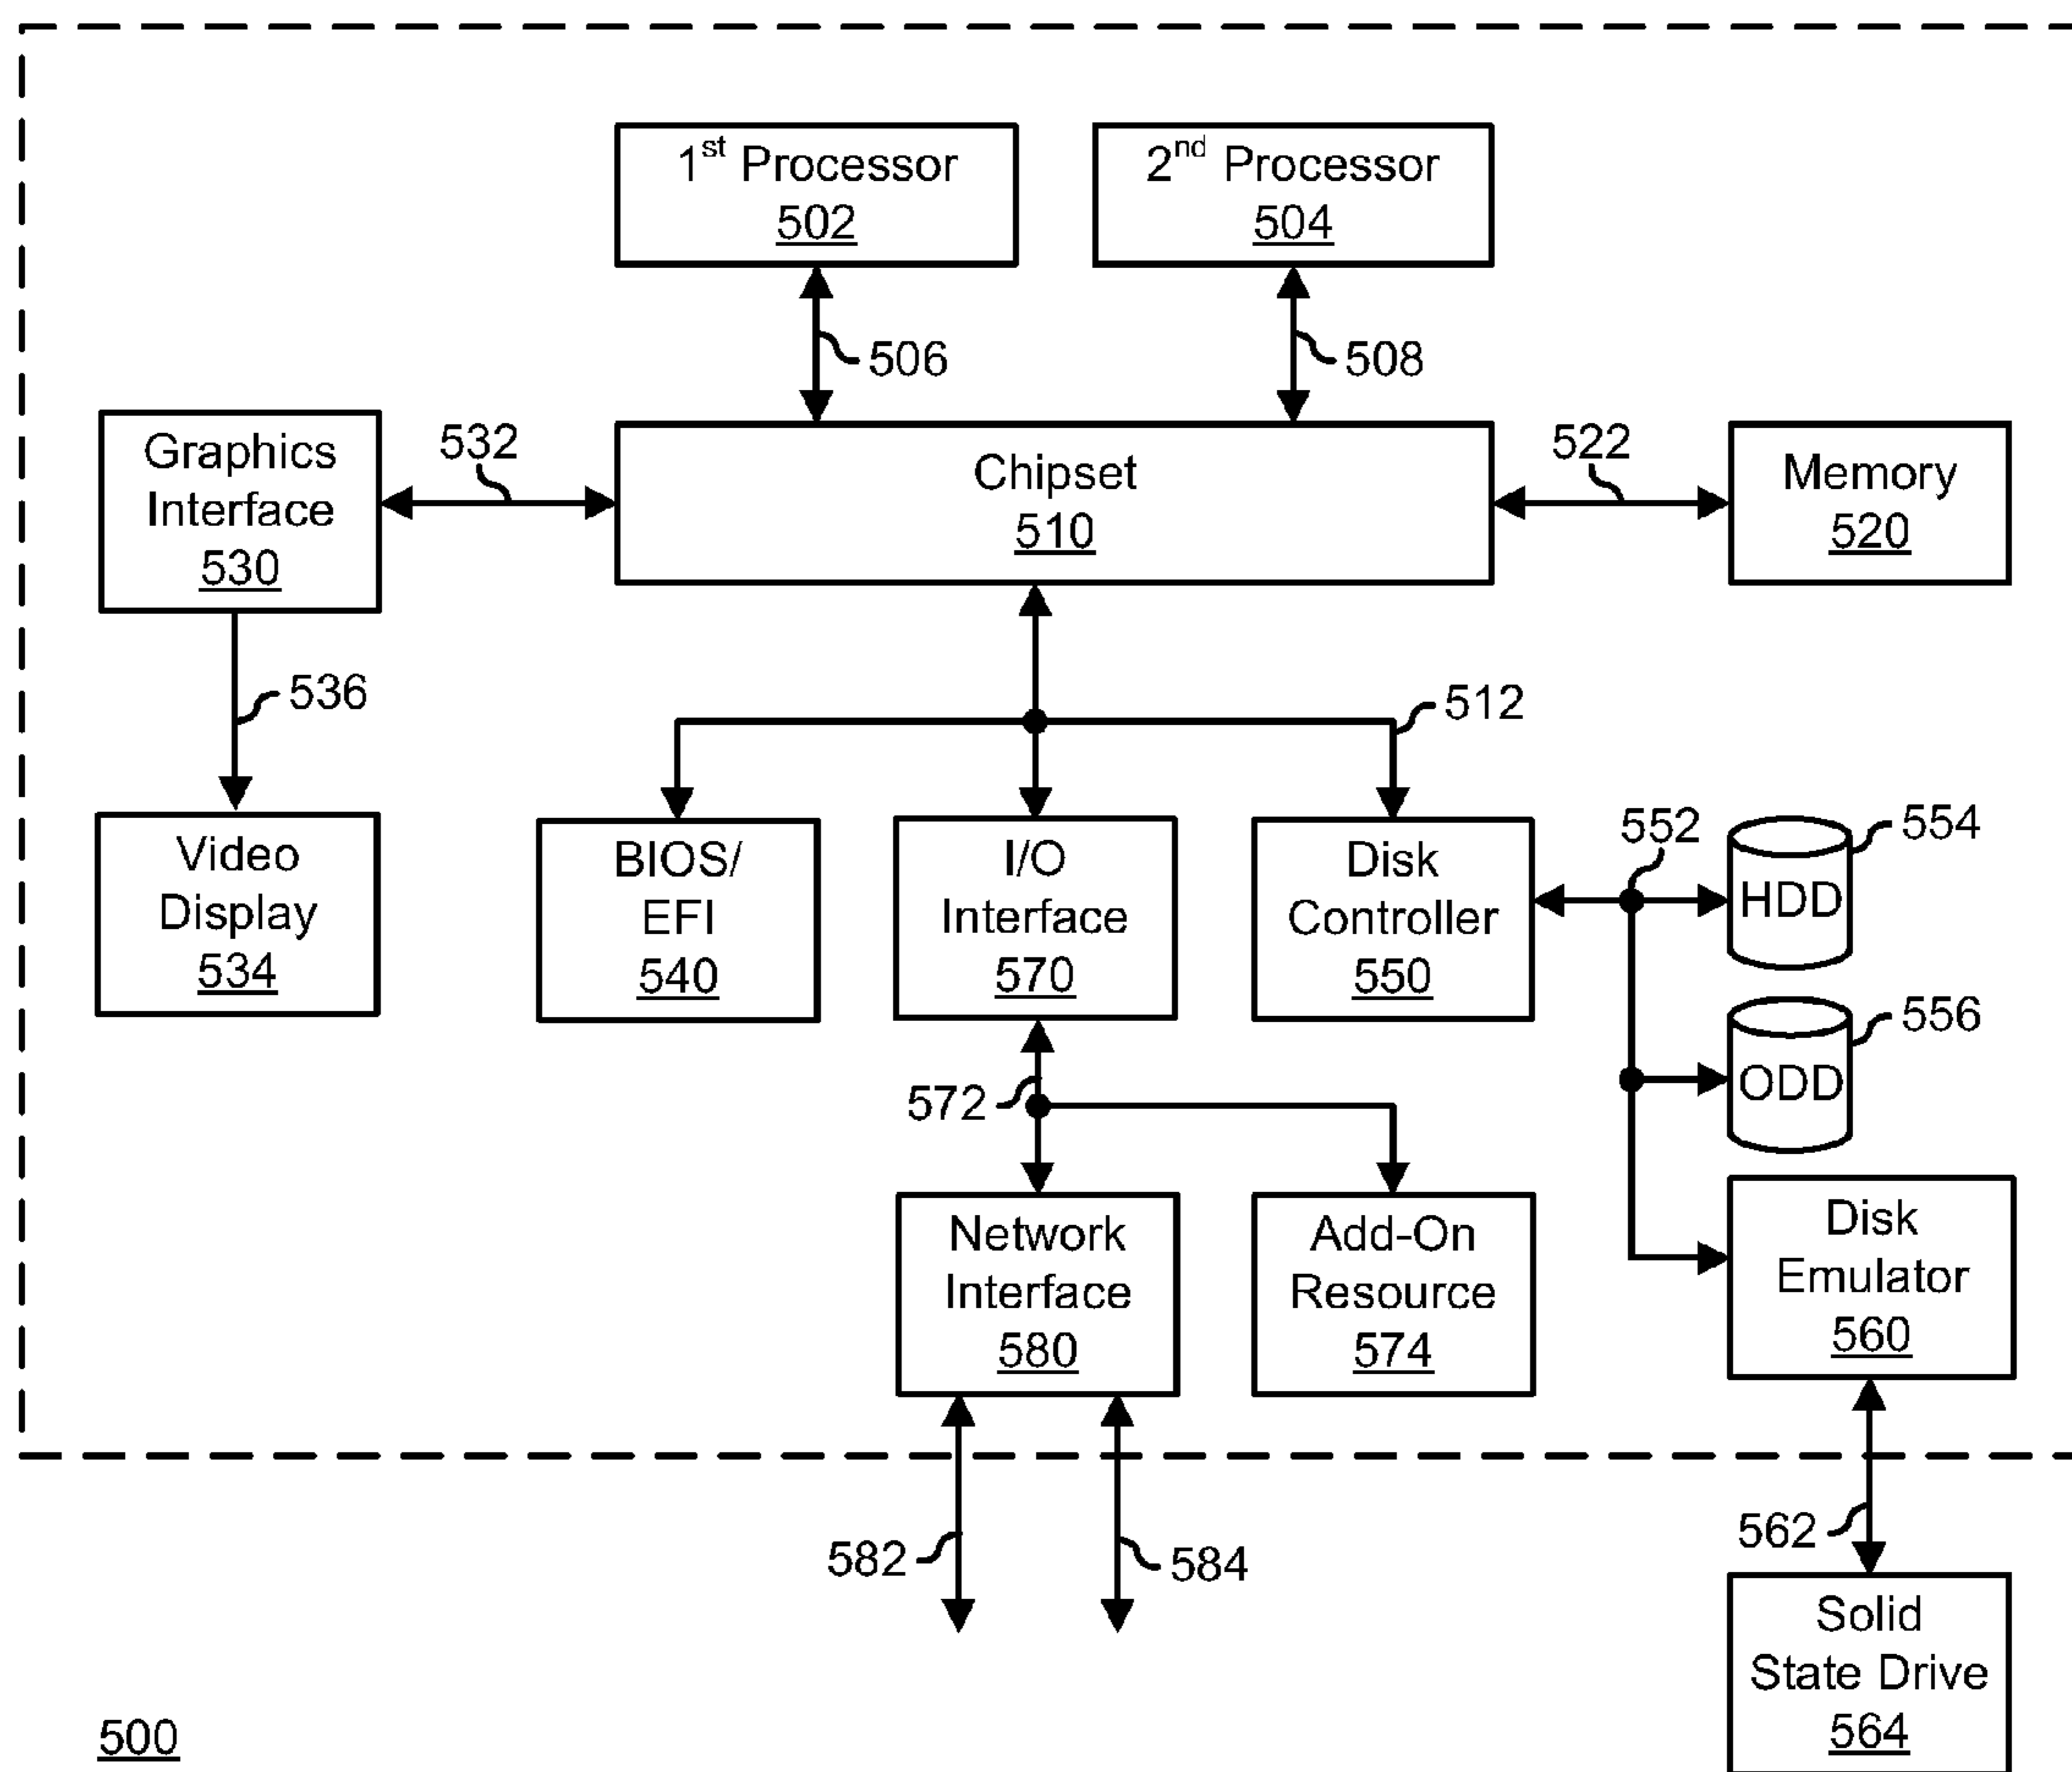 1st Processor
502
2nd Processor
504
506
508
Graphics
Interface
530
532
Chipset
510
522
Memory
520
536
512
Video
Display
534
BIOS/
EFI
540
I/O
Interface
570
Disk
Controller
550
552
HDD
554
ODD
556
572
Network
Interface
580
Add-On
Resource
574
Disk
Emulator
560
582
584
562
Solid
State Drive
564
500